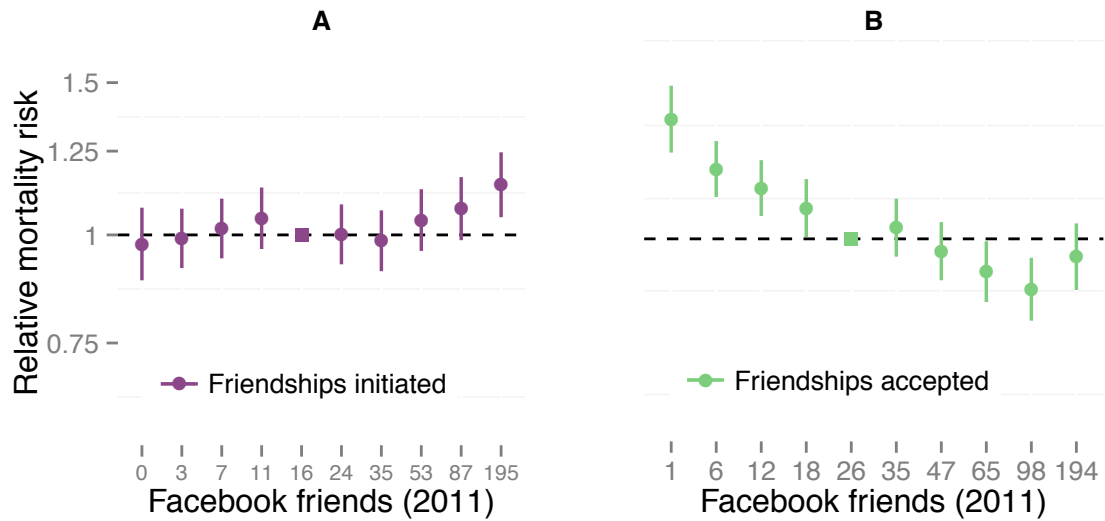 A
B
Relative mortality risk
1.5
1.25
1
0.75
Friendships initiated
Friendships accepted
0 3 7 11 16 24 35 53 87 195
1 6 12 18 26 35 47 65 98 194
Facebook friends (2011)
Facebook friends (2011)